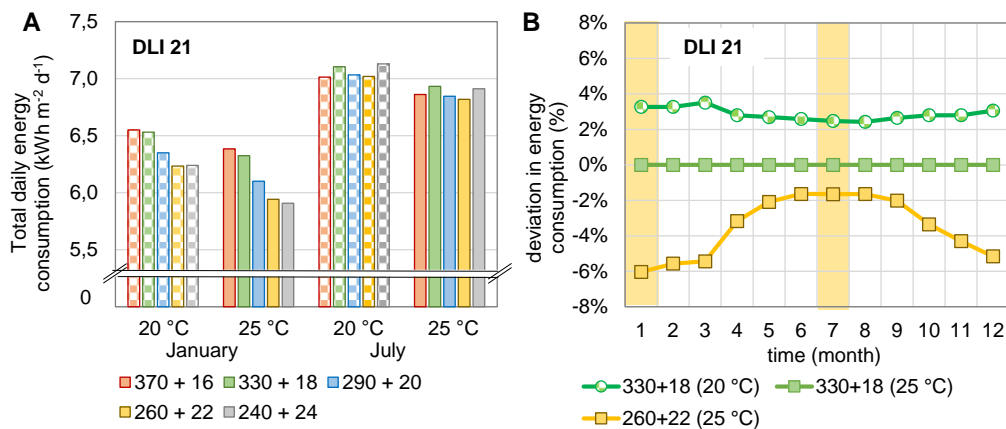 A
DLI 21
Total daily energy
consumption (kWh m-2 d-1)
7,5
7,0
6,5
6,0
5,5
0
20 °C 25 °C 20 °C 25 °C
January July
370 + 16 330 + 18 290 + 20
260 + 22 240 + 24
B
DLI 21
deviation in energy
consumption (%)
8%
6%
4%
2%
0%
-2%
-4%
-6%
-8%
1 2 3 4 5 6 7 8 9 10 11 12
time (month)
330+18 (20 °C) 330+18 (25 °C)
260+22 (25 °C)